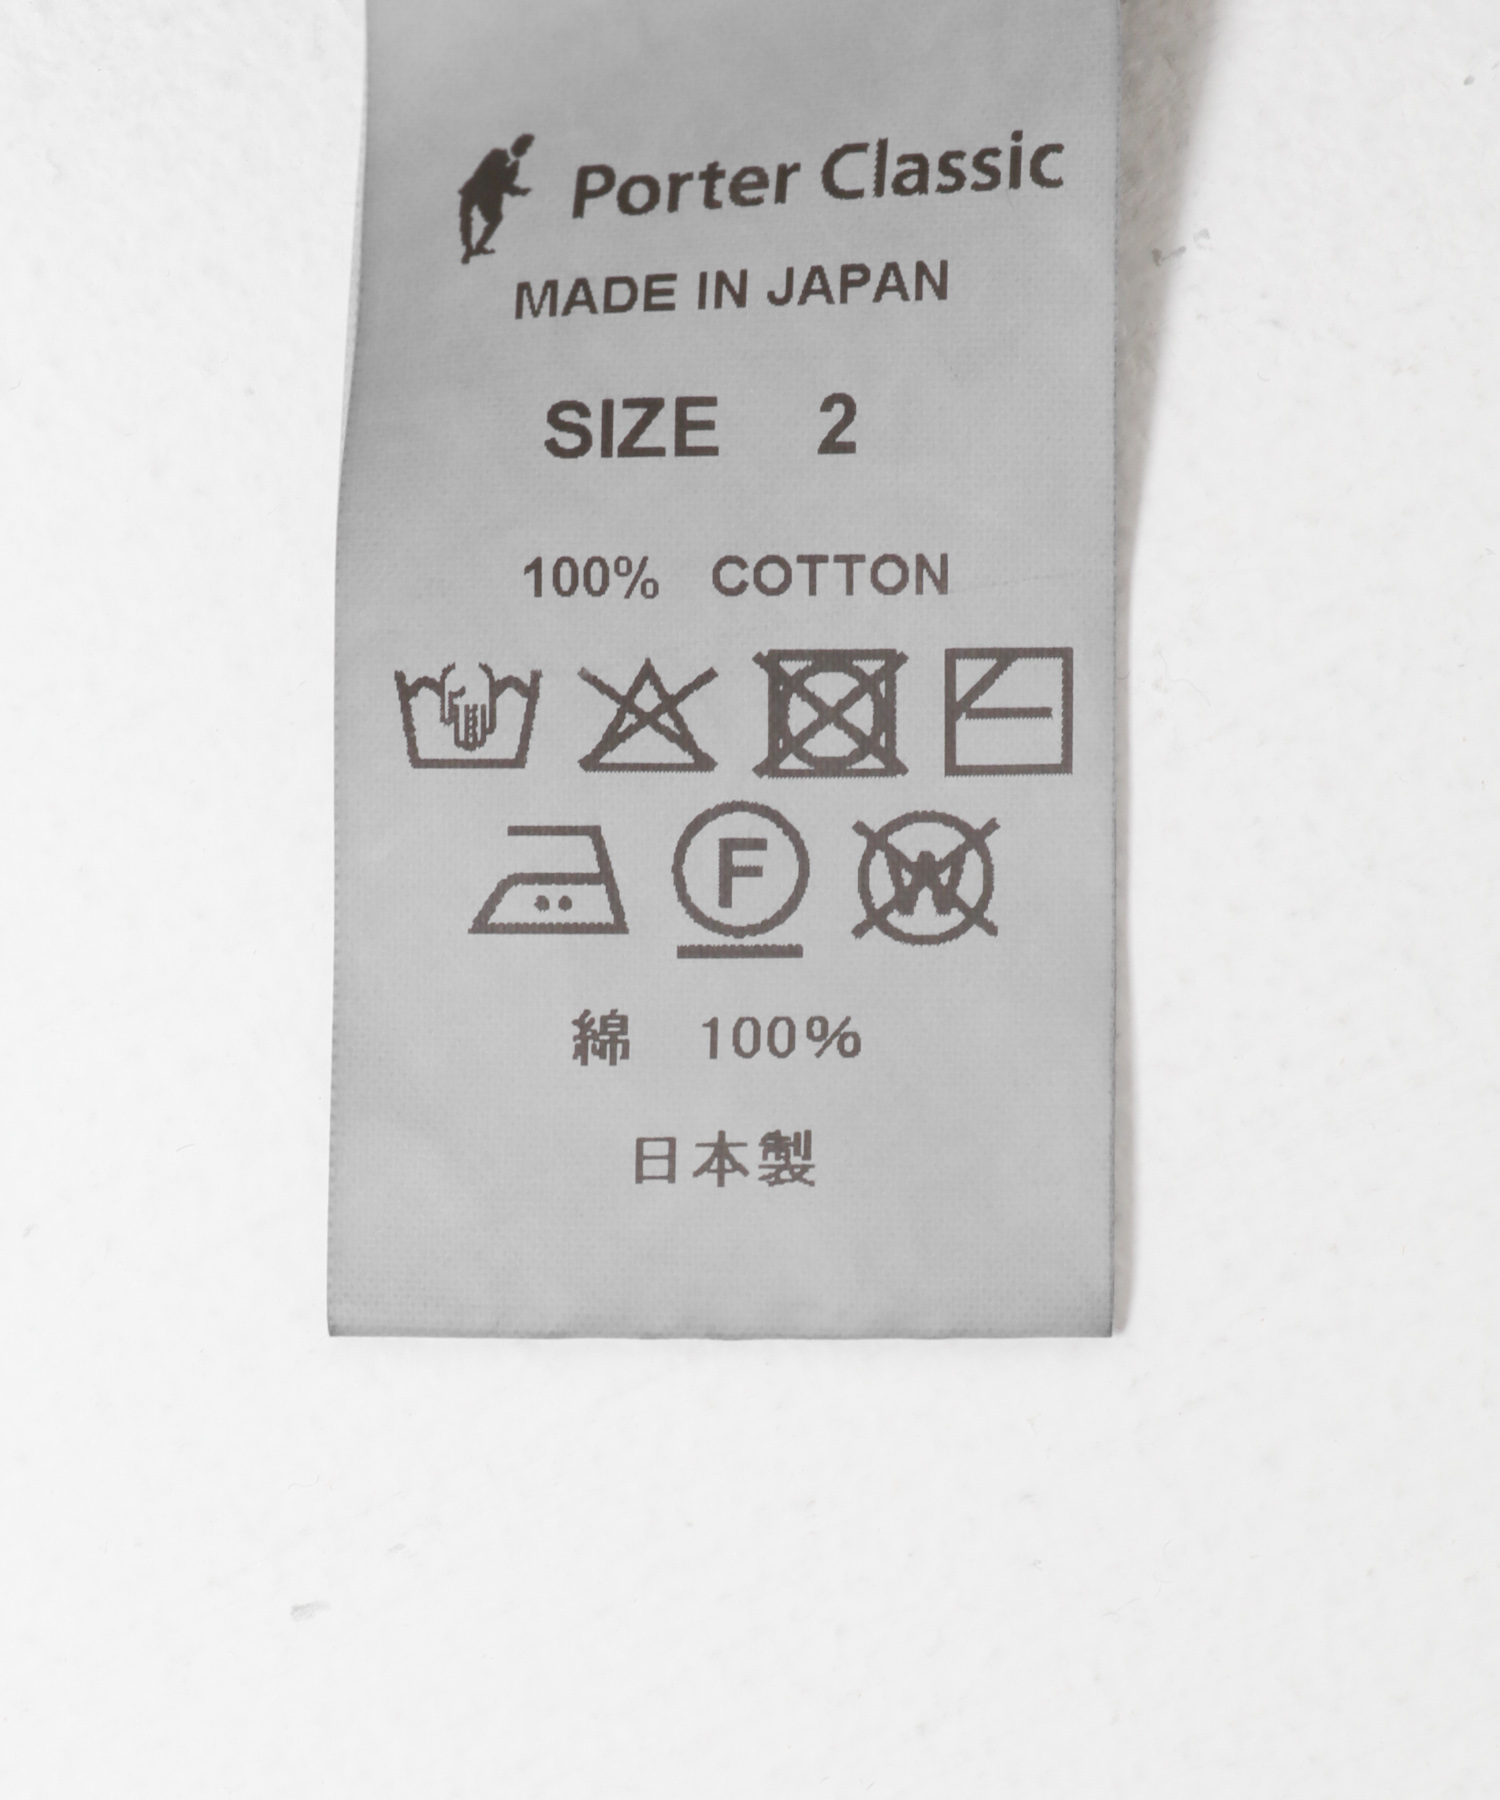 Porter Classic
MADE IN JAPAN
SIZE 2
100% COTTON
F W
綿 100%
日本製